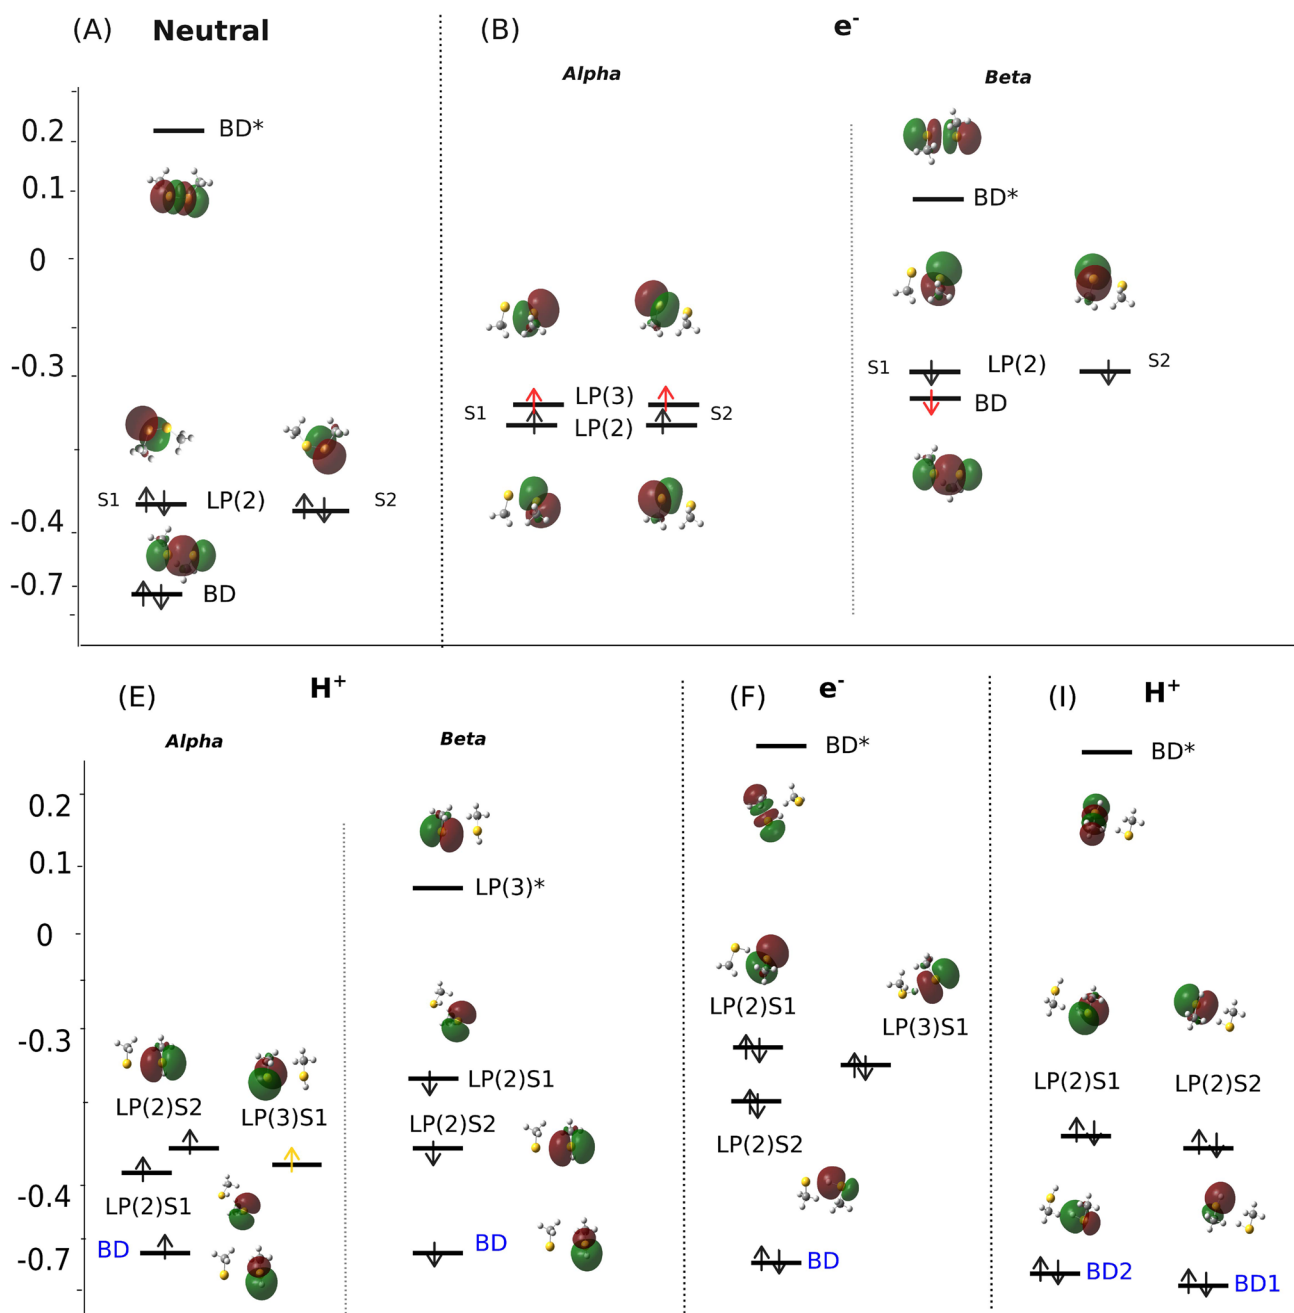 (A) Neutral
(B) e-
Alpha
Beta
0.2
0.1
0
-0.3
-0.4
-0.7
BD*
S1 LP(2) S2
BD
LP(3)
S1 S2
LP(2)
BD*
S1 LP(2) S2
BD
(E) H+
Alpha
Beta
(F) e-
(I) H+
0.2
0.1
0
-0.3
-0.4
-0.7
LP(2)S2
LP(3)S1
LP(2)S1
BD
LP(3)*
LP(2)S1
LP(2)S2
BD
BD*
LP(2)S1
LP(3)S1
LP(2)S2
BD
BD*
LP(2)S1 LP(2)S2
BD2
BD1